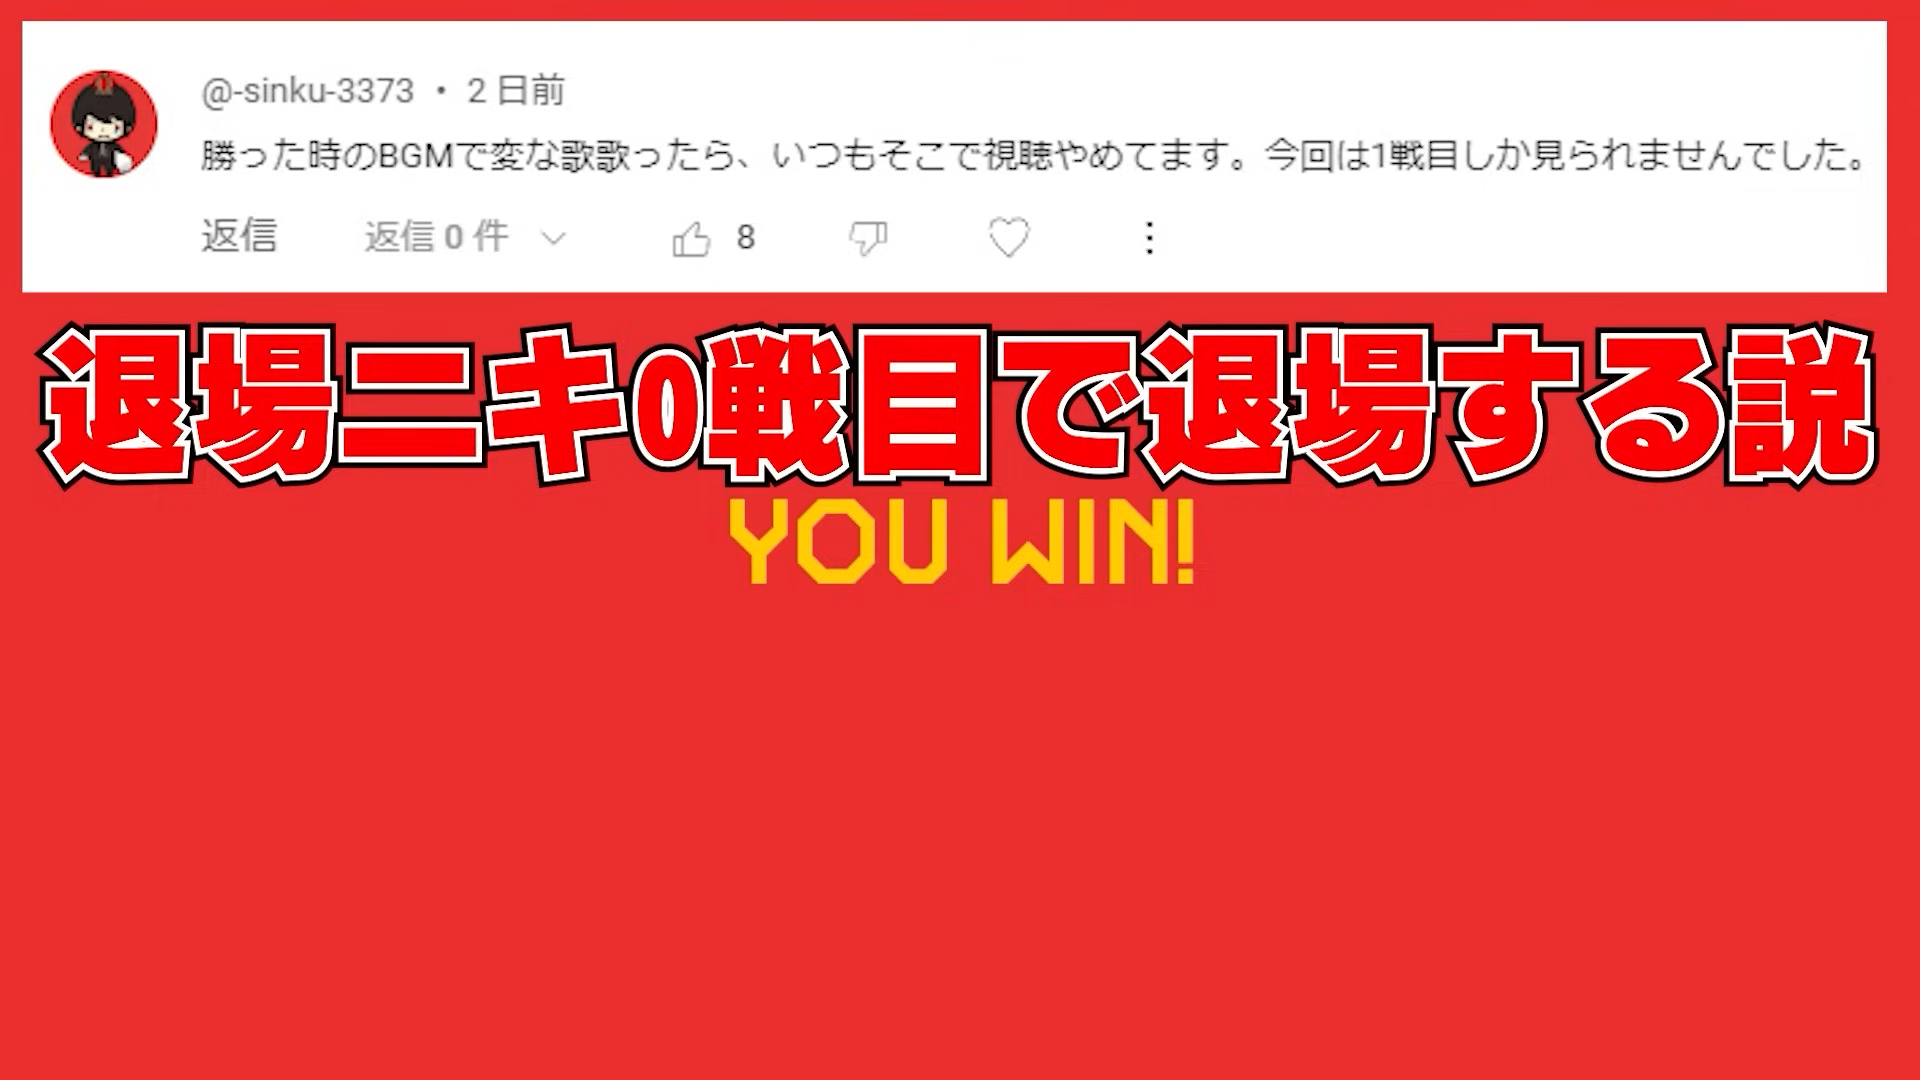 @-sinku-3373 ・ 2 日前
勝った時のBGMで変な歌歌ったら、いつもそこで視聴やめてます。今回は1戦目しか見られませんでした。
返信 返信 0 件 8
退場ニキ0戦目で退場する説
YOU WIN!